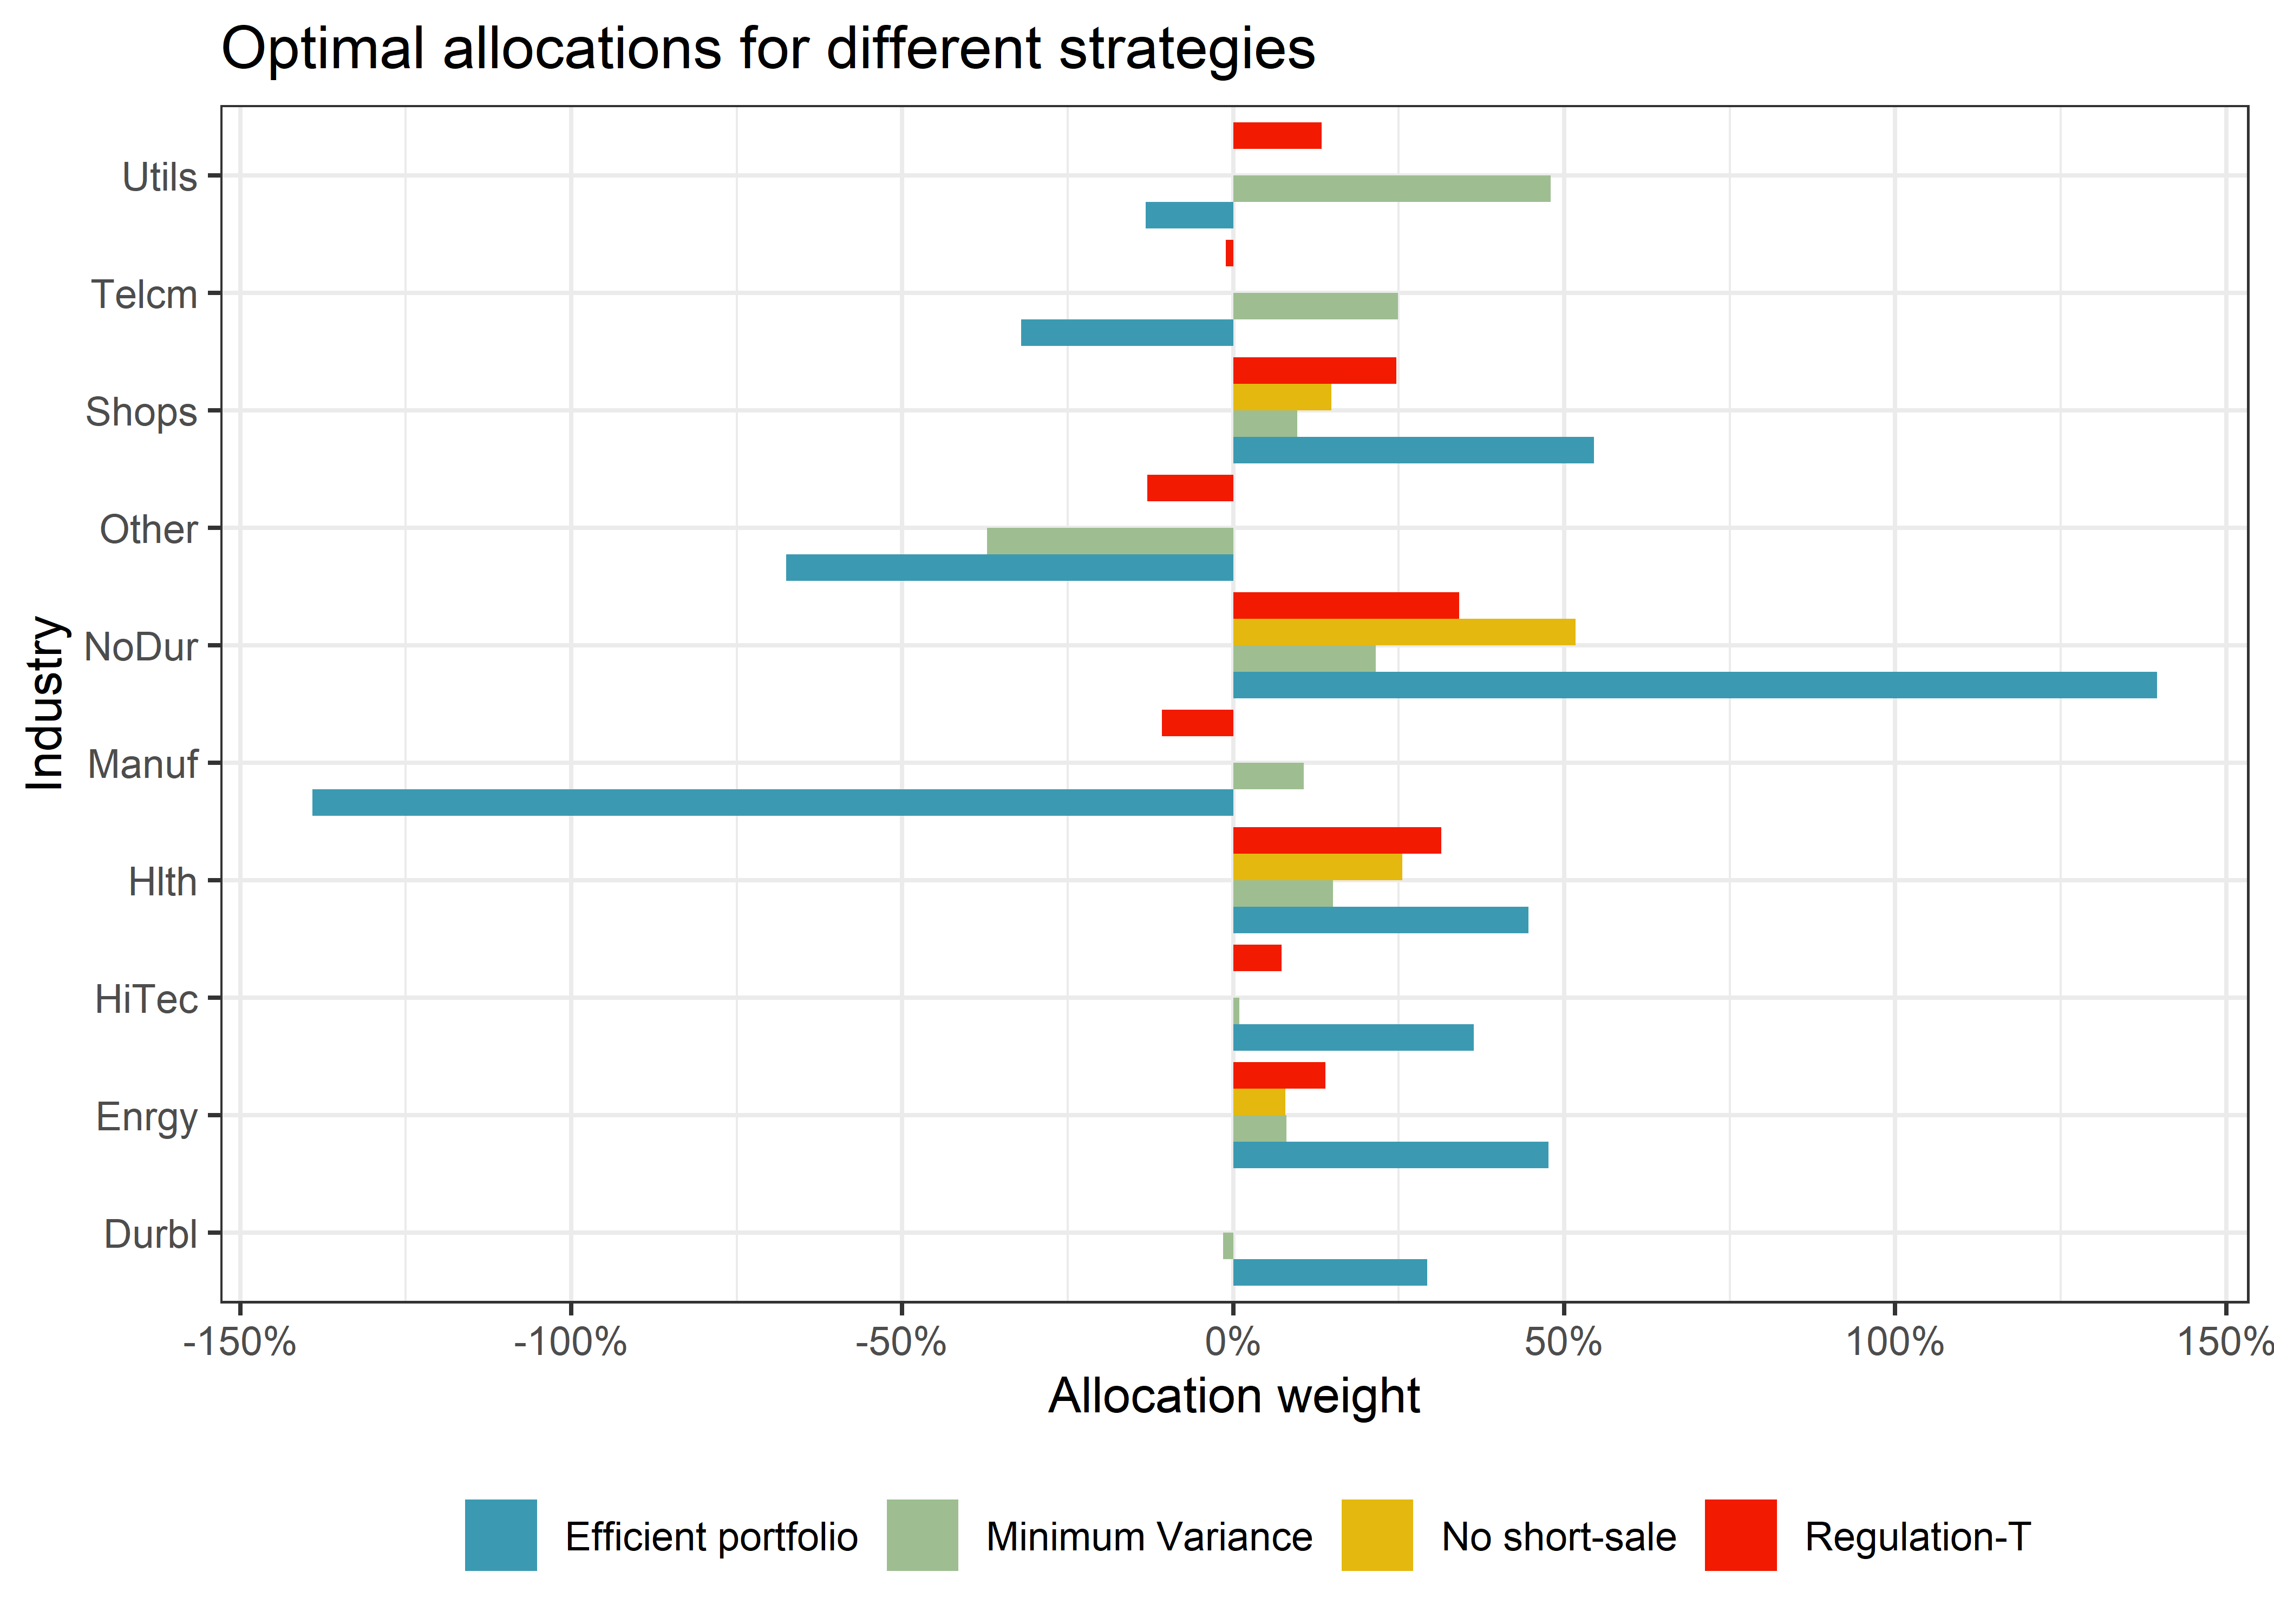 Optimal allocations for different strategies
Industry
Utils
Telcm
Shops
Other
NoDur
Manuf
Hlth
HiTec
Enrgy
Durbl
-150% -100% -50% 0% 50% 100% 150%
Allocation weight
Efficient portfolio Minimum Variance No short-sale Regulation-T